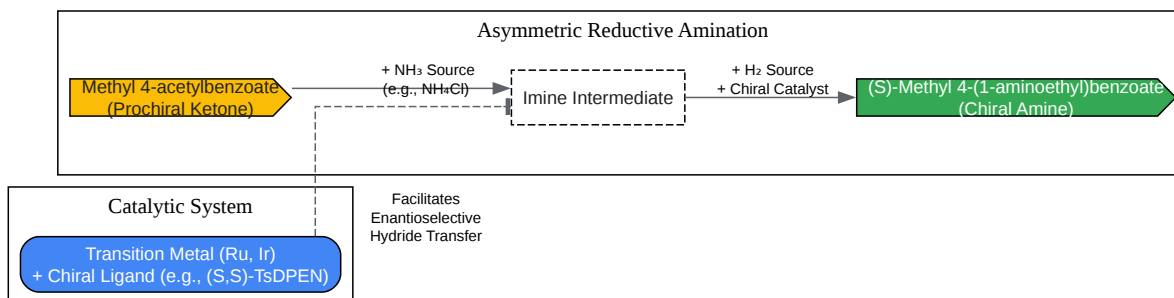 Asymmetric Reductive Amination
Methyl 4-acetylbenzoate
(Prochiral Ketone)
+ NH₃ Source
(e.g., NH₄Cl)
Imine Intermediate
+ H₂ Source
+ Chiral Catalyst
(S)-Methyl 4-(1-aminoethyl)benzoate
(Chiral Amine)
Catalytic System
Transition Metal (Ru, Ir)
+ Chiral Ligand (e.g., (S,S)-TsDPEN)
Facilitates
Enantioselective
Hydride Transfer